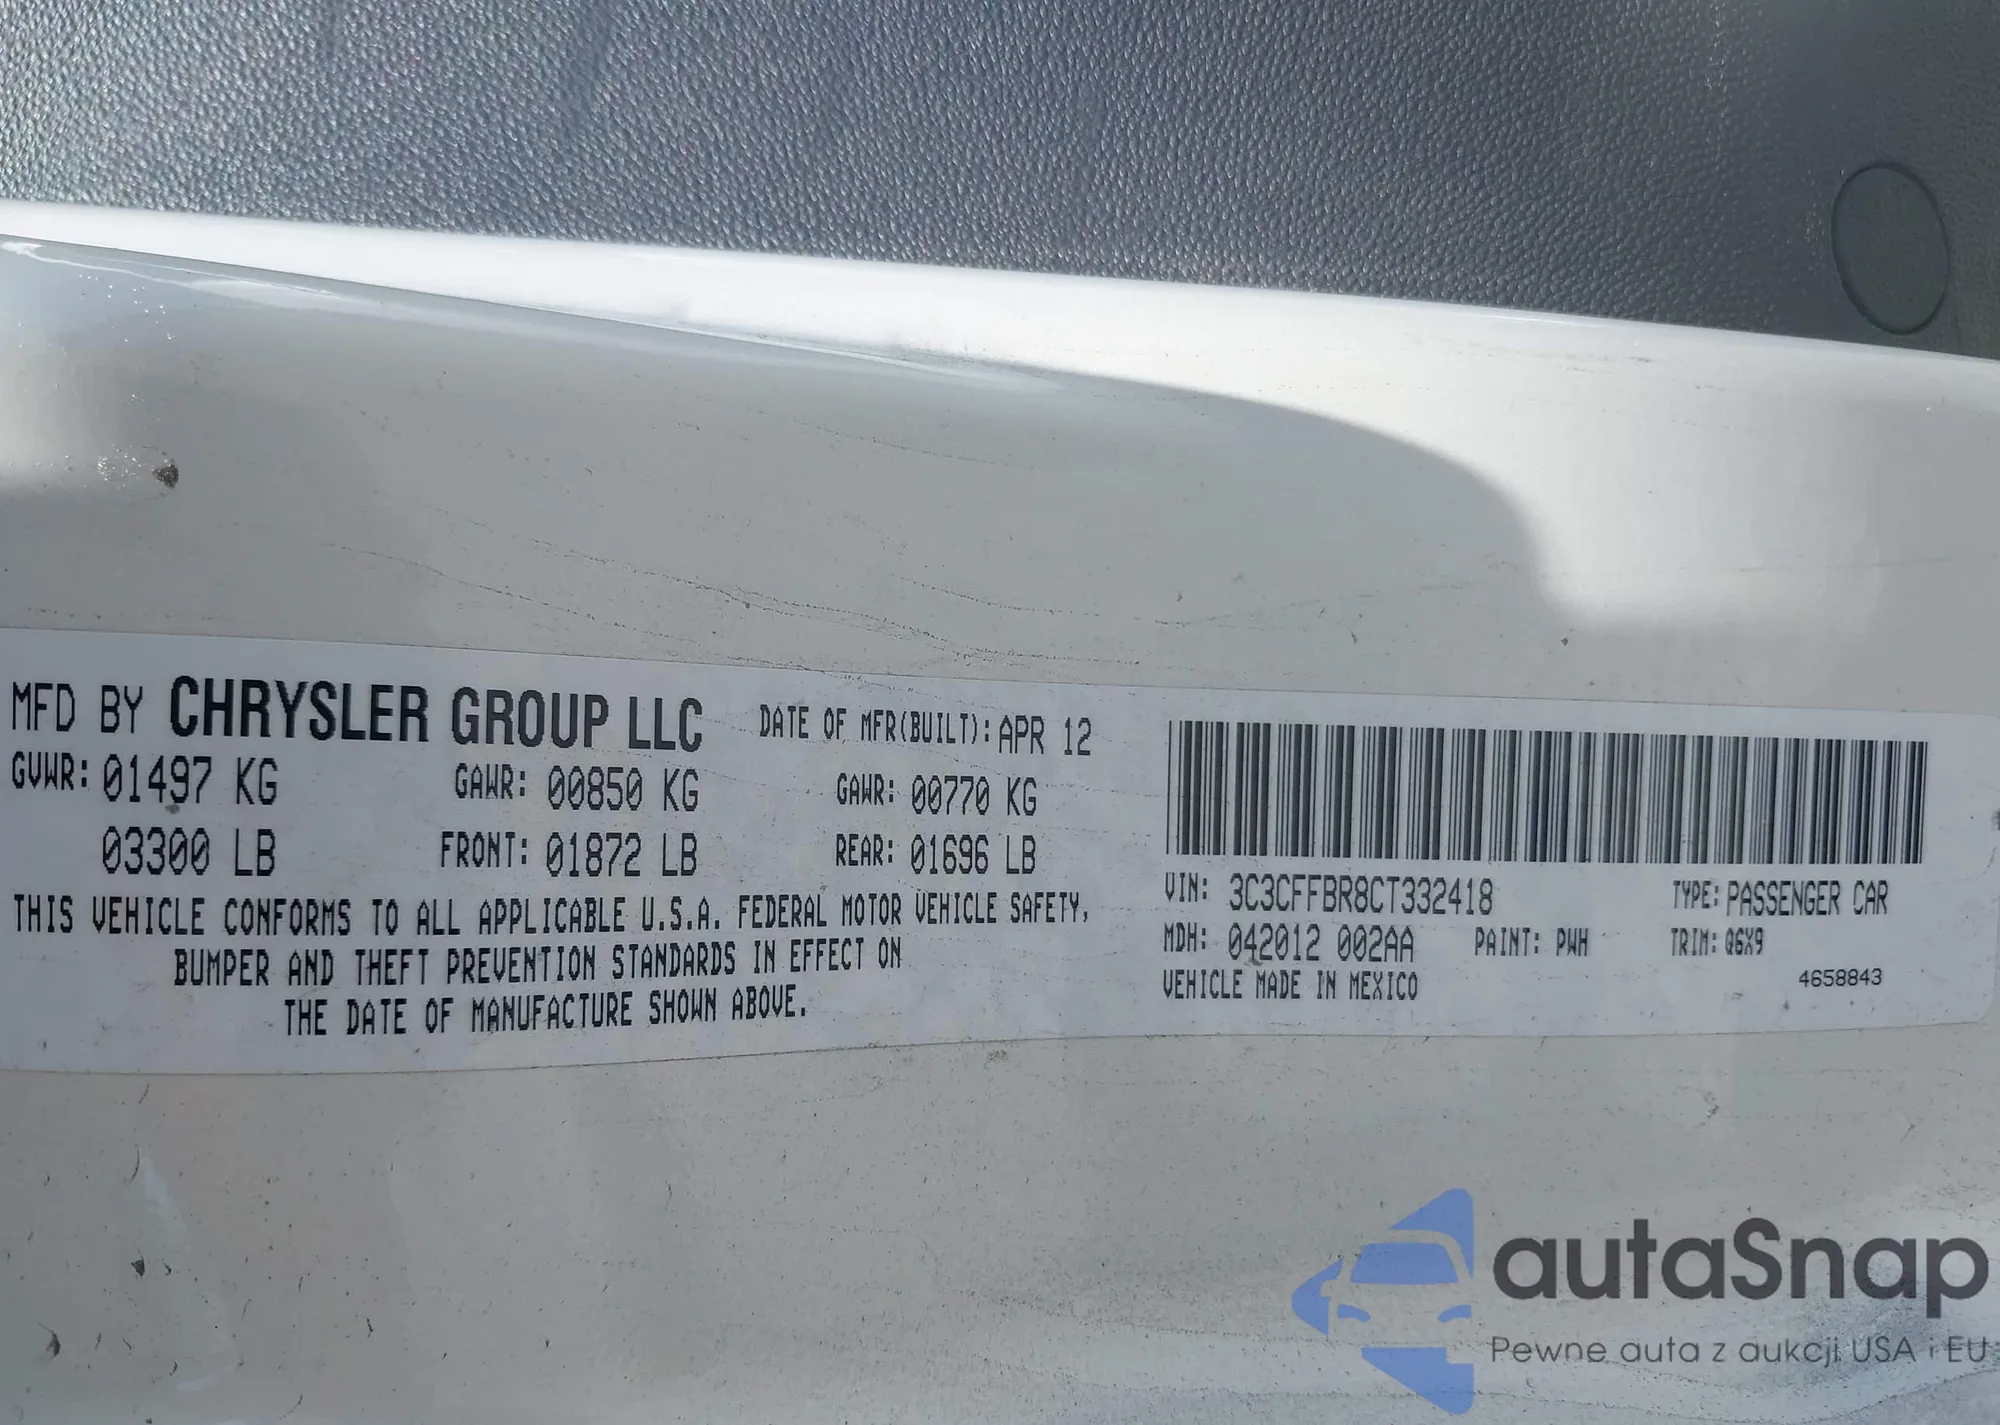 MFD BY CHRYSLER GROUP LLC DATE OF MFR(BUILT): APR 12
GVWR: 01497 KG GAWR: 00850 KG GAWR: 00770 KG
03300 LB FRONT: 01872 LB REAR: 01696 LB
THIS VEHICLE CONFORMS TO ALL APPLICABLE U.S.A. FEDERAL MOTOR VEHICLE SAFETY,
BUMPER AND THEFT PREVENTION STANDARDS IN EFFECT ON
THE DATE OF MANUFACTURE SHOWN ABOVE.
VIN: 3C3CFFBR8CT332418 TYPE: PASSENGER CAR
MDH: 042012 002AA PAINT: PWH TRIM: Q6X9
VEHICLE MADE IN MEXICO 4658843
autaSnap
Pewne auta z aukcji USA i EU